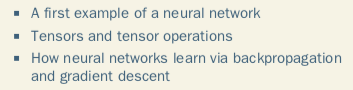 ▪ A first example of a neural network
▪ Tensors and tensor operations
▪ How neural networks learn via backpropagation
and gradient descent